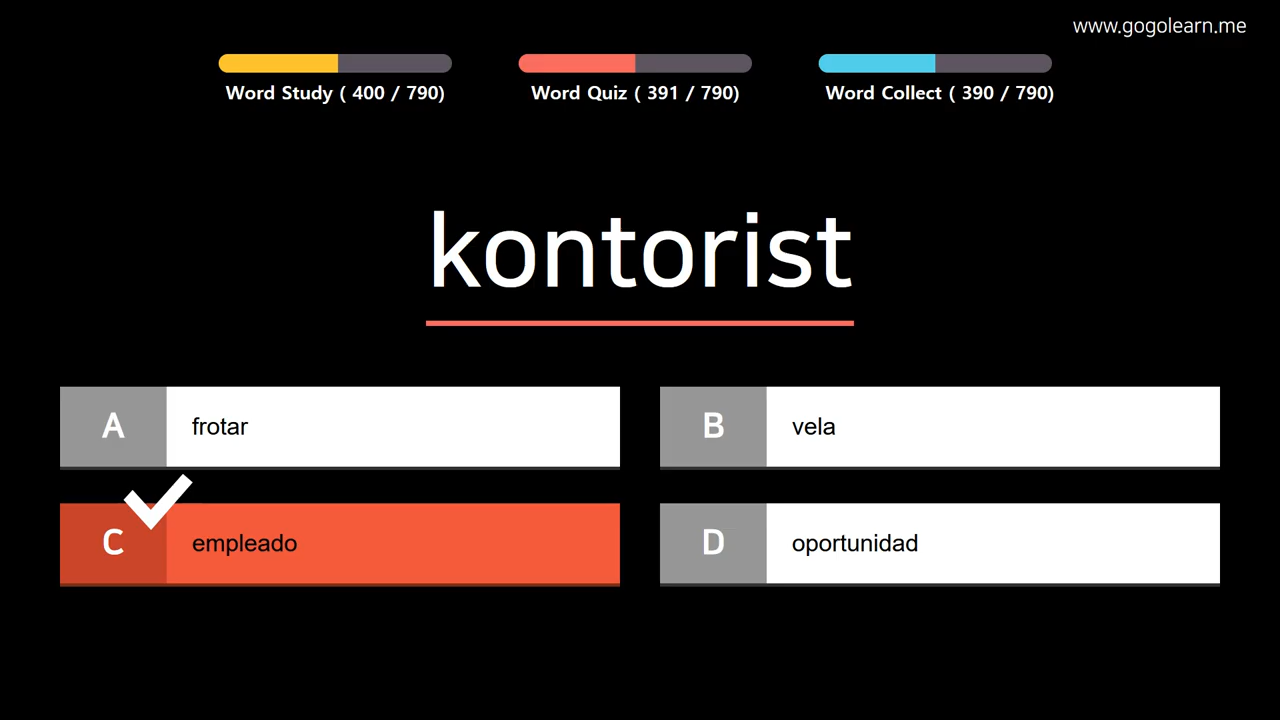 www.gogolearn.me
Word Study ( 400 / 790)
Word Quiz ( 391 / 790)
Word Collect ( 390 / 790)
kontorist
A frotar
B vela
C empleado
D oportunidad